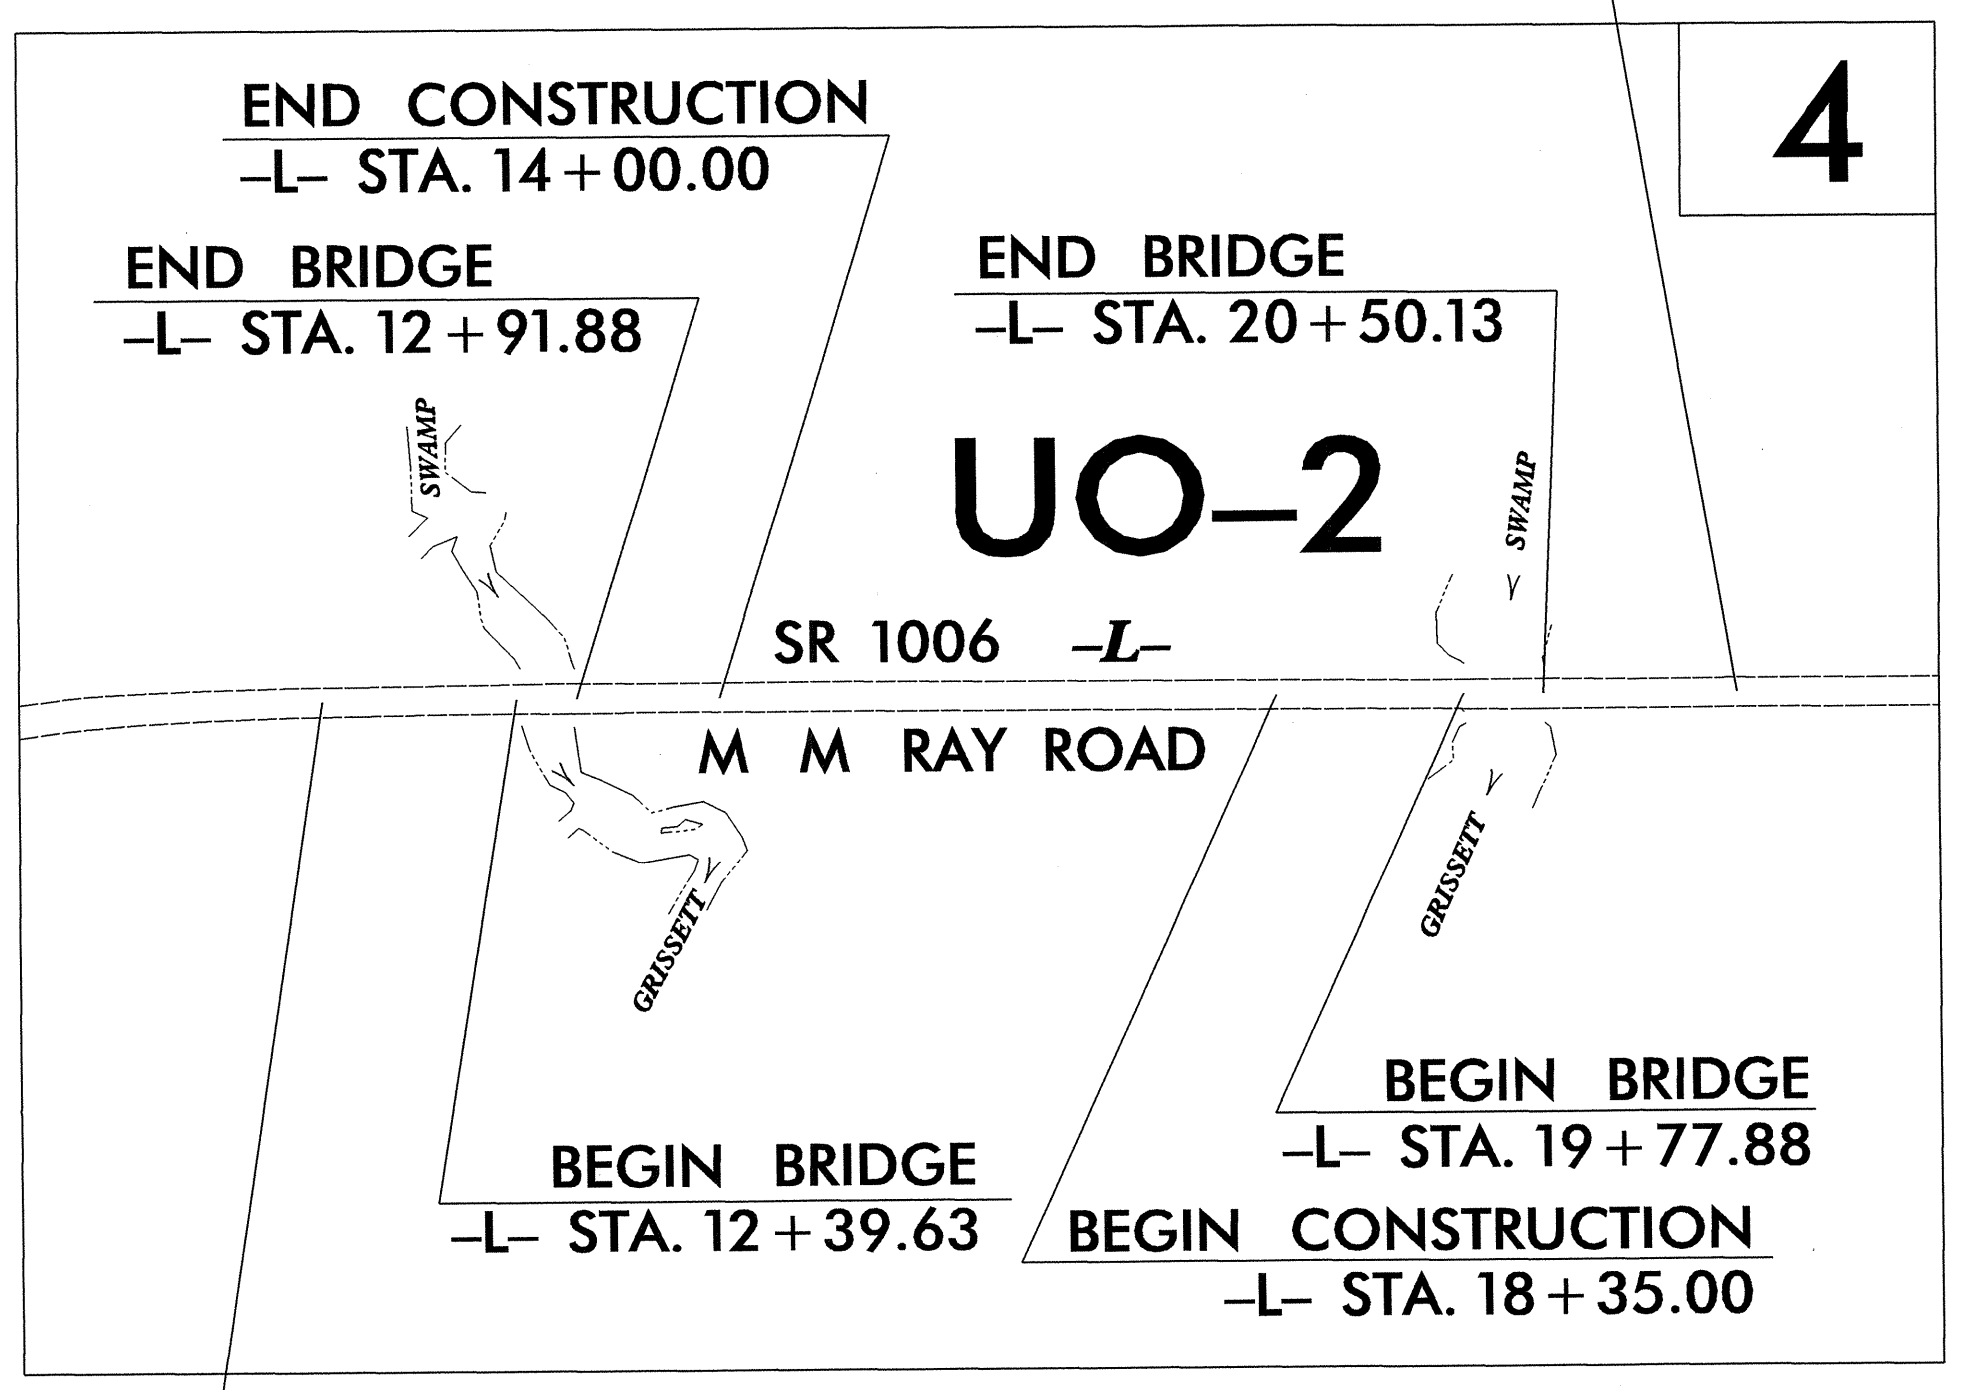 4
END CONSTRUCTION
–L– STA. 14+00.00
END BRIDGE
–L– STA. 12+91.88
END BRIDGE
–L– STA. 20+50.13
SWAMP
UO–2
SWAMP
SR 1006 –L–
M M RAY ROAD
GRISSETT
GRISSETT
BEGIN BRIDGE
–L– STA. 19+77.88
BEGIN BRIDGE
–L– STA. 12+39.63
BEGIN CONSTRUCTION
–L– STA. 18+35.00